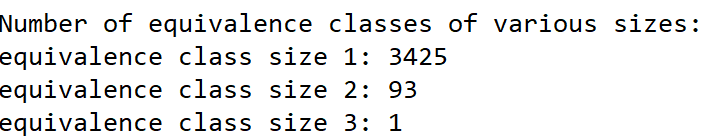 Number of equivalence classes of various sizes:
equivalence class size 1: 3425
equivalence class size 2: 93
equivalence class size 3: 1